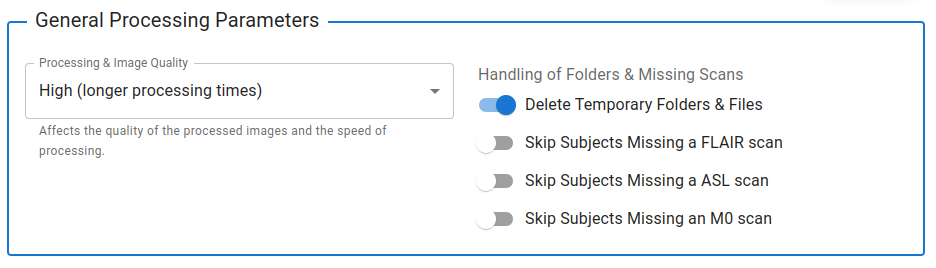 General Processing Parameters
Processing & Image Quality
High (longer processing times)
Affects the quality of the processed images and the speed of
processing.
Handling of Folders & Missing Scans
Delete Temporary Folders & Files
Skip Subjects Missing a FLAIR scan
Skip Subjects Missing a ASL scan
Skip Subjects Missing an M0 scan